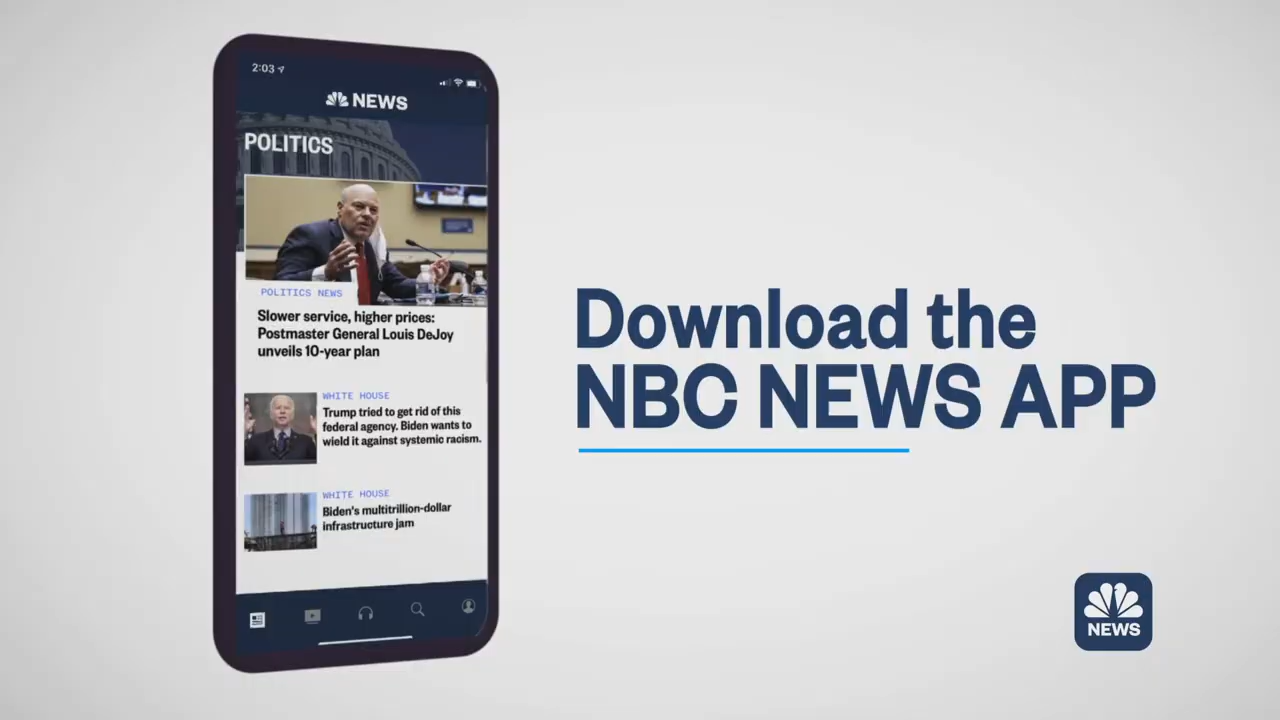 2:03
NEWS
POLITICS
POLITICS NEWS
Slower service, higher prices:
Postmaster General Louis DeJoy
unveils 10-year plan
WHITE HOUSE
Trump tried to get rid of this
federal agency. Biden wants to
wield it against systemic racism.
WHITE HOUSE
Biden's multitrillion-dollar
infrastructure jam
Download the
NBC NEWS APP
NEWS